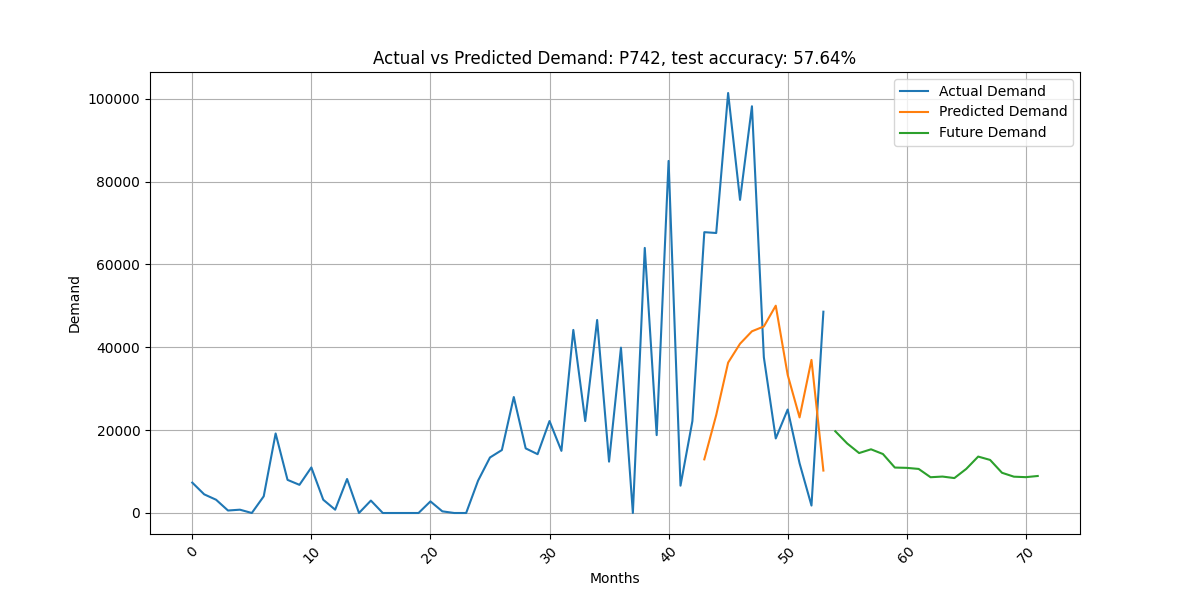 Actual vs Predicted Demand: P742, test accuracy: 57.64%
Actual Demand
Predicted Demand
Future Demand
100000
80000
60000
40000
20000
0
Demand
0
10
20
30
40
50
60
70
Months